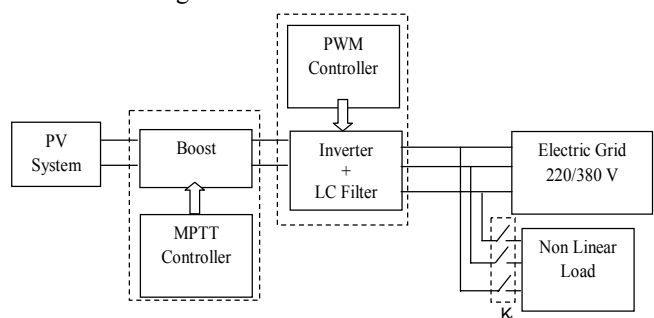 PWM
Controller
PV
System
Boost
Inverter
+
LC Filter
Electric Grid
220/380 V
MPTT
Controller
Non Linear
Load
K